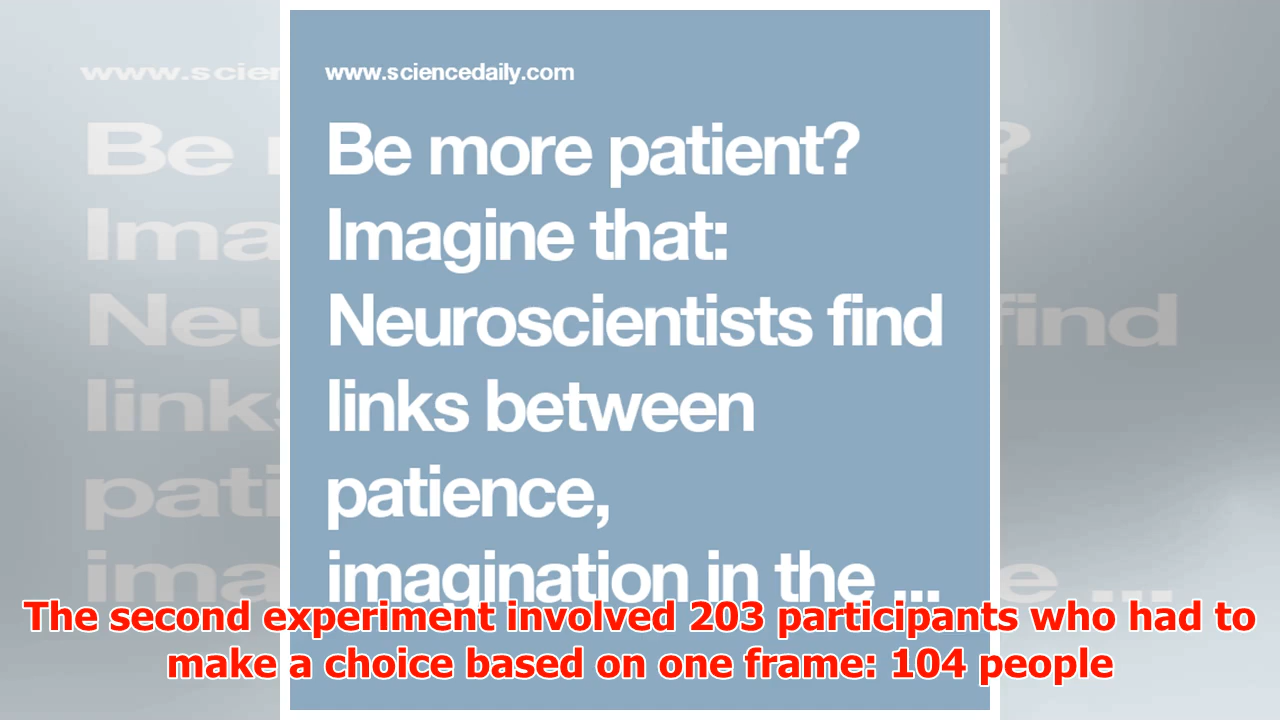 www.sciencedaily.com
Be more patient?
Imagine that:
Neuroscientists find
links between
patience,
imagination in the ...
The second experiment involved 203 participants who had to
make a choice based on one frame: 104 people